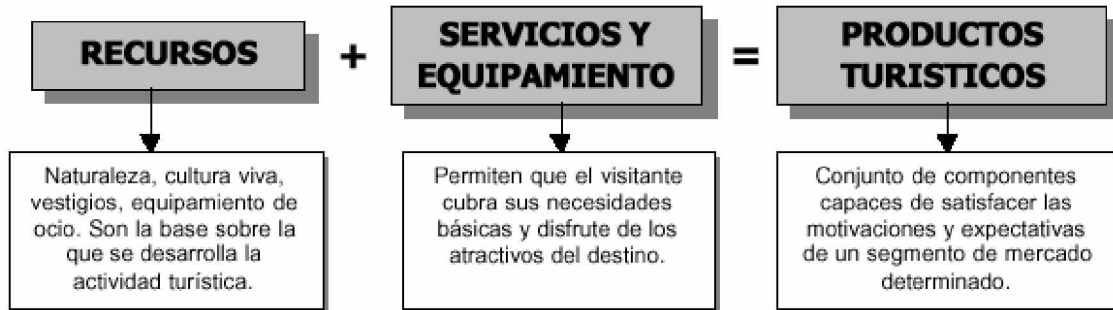 RECURSOS
+
SERVICIOS Y
EQUIPAMIENTO
=
PRODUCTOS
TURISTICOS
Naturaleza, cultura viva,
vestigios, equipamiento de
ocio. Son la base sobre la
que se desarrolla la
actividad turística.
Permiten que el visitante
cubra sus necesidades
básicas y disfrute de los
atractivos del destino.
Conjunto de componentes
capaces de satisfacer las
motivaciones y expectativas
de un segmento de mercado
determinado.